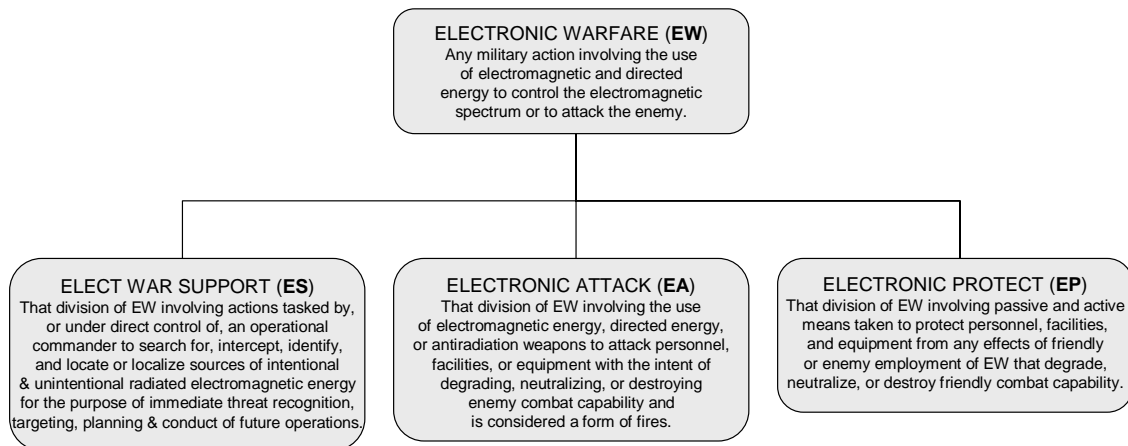 ELECTRONIC WARFARE (EW)
Any military action involving the use
of electromagnetic and directed
energy to control the electromagnetic
spectrum or to attack the enemy.
ELECT WAR SUPPORT (ES)
That division of EW involving actions tasked by,
or under direct control of, an operational
commander to search for, intercept, identify,
and locate or localize sources of intentional
& unintentional radiated electromagnetic energy
for the purpose of immediate threat recognition,
targeting, planning & conduct of future operations.
ELECTRONIC ATTACK (EA)
That division of EW involving the use
of electromagnetic energy, directed energy,
or antiradiation weapons to attack personnel,
facilities, or equipment with the intent of
degrading, neutralizing, or destroying
enemy combat capability and
is considered a form of fires.
ELECTRONIC PROTECT (EP)
That division of EW involving passive and active
means taken to protect personnel, facilities,
and equipment from any effects of friendly
or enemy employment of EW that degrade,
neutralize, or destroy friendly combat capability.